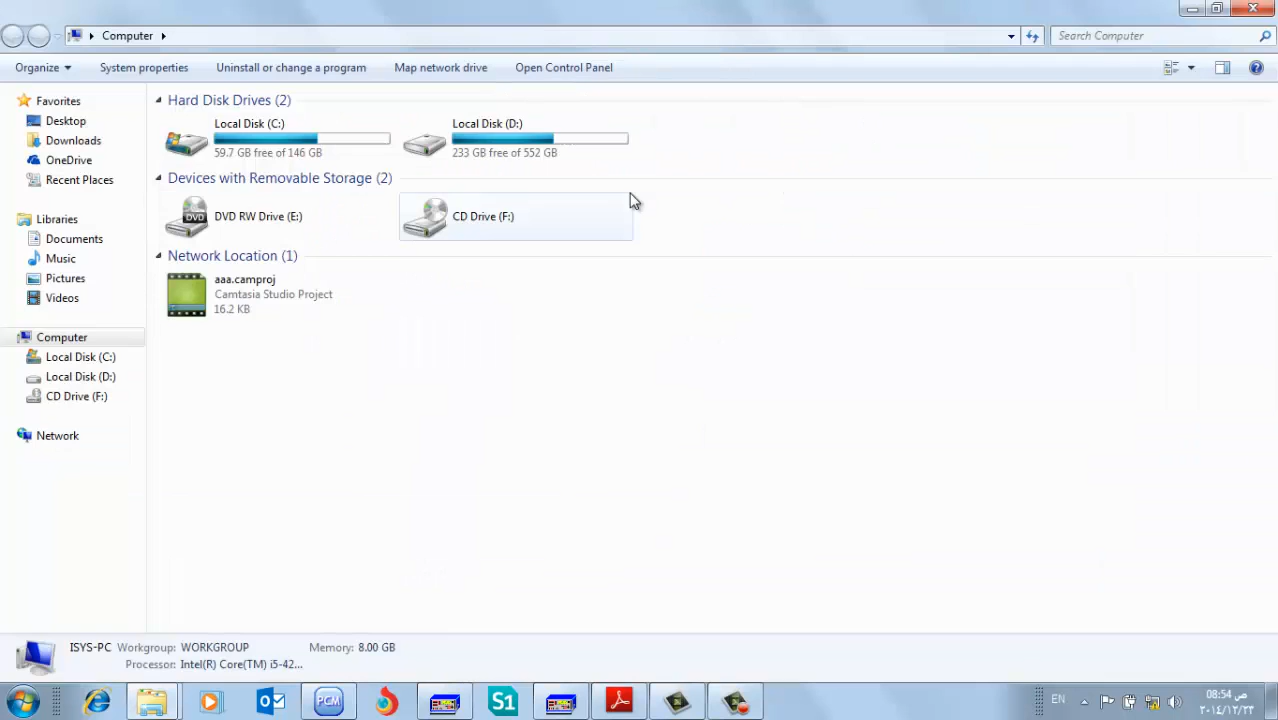 Computer
Search Computer
Organize
System properties
Uninstall or change a program
Map network drive
Open Control Panel
Favorites
Desktop
Downloads
OneDrive
Recent Places
Libraries
Documents
Music
Pictures
Videos
Computer
Local Disk (C:)
Local Disk (D:)
CD Drive (F:)
Network
Hard Disk Drives (2)
Local Disk (C:)
59.7 GB free of 146 GB
Local Disk (D:)
233 GB free of 552 GB
Devices with Removable Storage (2)
DVD
DVD RW Drive (E:)
CD Drive (F:)
Network Location (1)
aaa.camproj
Camtasia Studio Project
16.2 KB
ISYS-PC Workgroup: WORKGROUP Memory: 8.00 GB
Processor: Intel(R) Core(TM) i5-42...
PCM
S1
EN
08:54 ص
٢٠١٤/١٢/٢٣